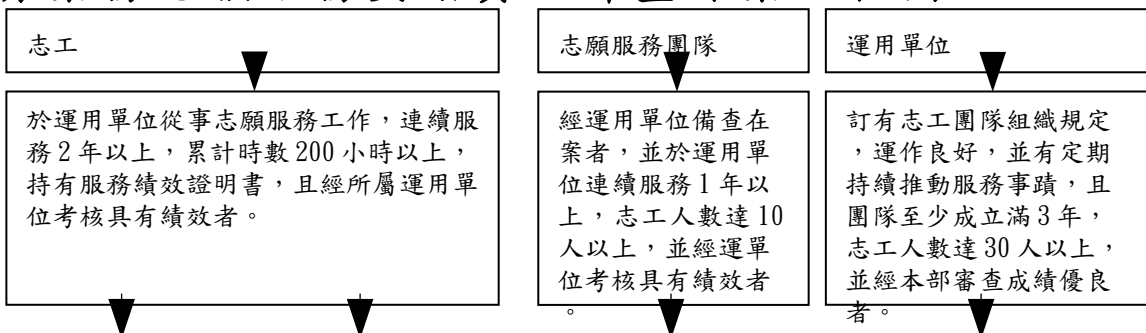 志工
志願服務團隊
運用單位
於運用單位從事志願服務工作，連續服
務2年以上，累計時數200小時以上，
持有服務績效證明書，且經所屬運用單
位考核具有績效者。
經運用單位備查在
案者，並於運用單
位連續服務1年以
上，志工人數達10
人以上，並經運單
位考核具有績效者
。
訂有志工團隊組織規定
，運作良好，並有定期
持續推動服務事蹟，且
團隊至少成立滿3年，
志工人數達30人以上，
並經本部審查成績優良
者。